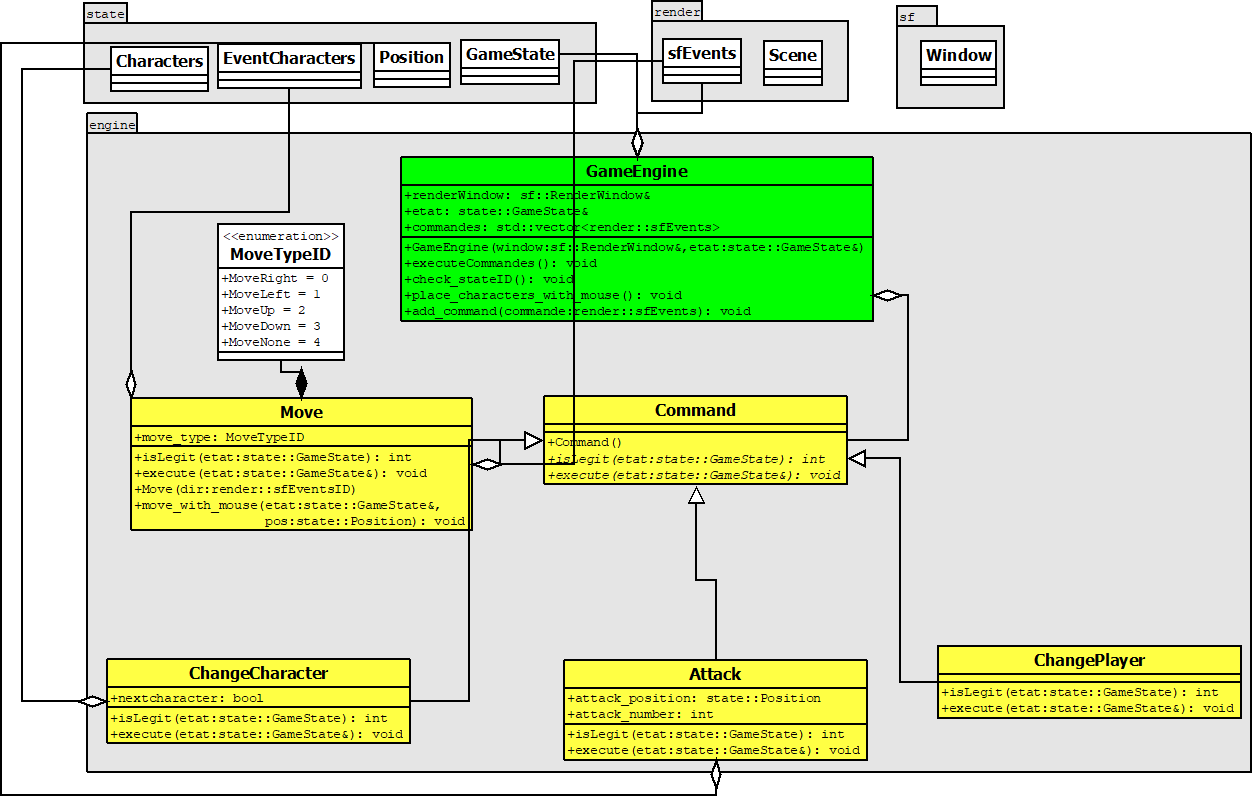 state
render
sf
Characters
EventCharacters
Position
GameState
sfEvents
Scene
Window
engine
GameEngine
+renderWindow: sf::RenderWindow&
+etat: state::GameState&
+commandes: std::vector<render::sfEvents>
+GameEngine(window:sf::RenderWindow&,etat:state::GameState&)
+executeCommandes(): void
+check_stateID(): void
+place_characters_with_mouse(): void
+add_command(commande:render::sfEvents): void
<<enumeration>>
MoveTypeID
+MoveRight = 0
+MoveLeft = 1
+MoveUp = 2
+MoveDown = 3
+MoveNone = 4
Move
+move_type: MoveTypeID
+isLegit(etat:state::GameState): int
+execute(etat:state::GameState&): void
+Move(dir:render::sfEventsID)
+move_with_mouse(etat:state::GameState&,
pos:state::Position): void
Command
+Command()
+isLegit(etat:state::GameState): int
+execute(etat:state::GameState&): void
ChangeCharacter
+nextcharacter: bool
+isLegit(etat:state::GameState): int
+execute(etat:state::GameState&): void
Attack
+attack_position: state::Position
+attack_number: int
+isLegit(etat:state::GameState): int
+execute(etat:state::GameState&): void
ChangePlayer
+isLegit(etat:state::GameState): int
+execute(etat:state::GameState&): void